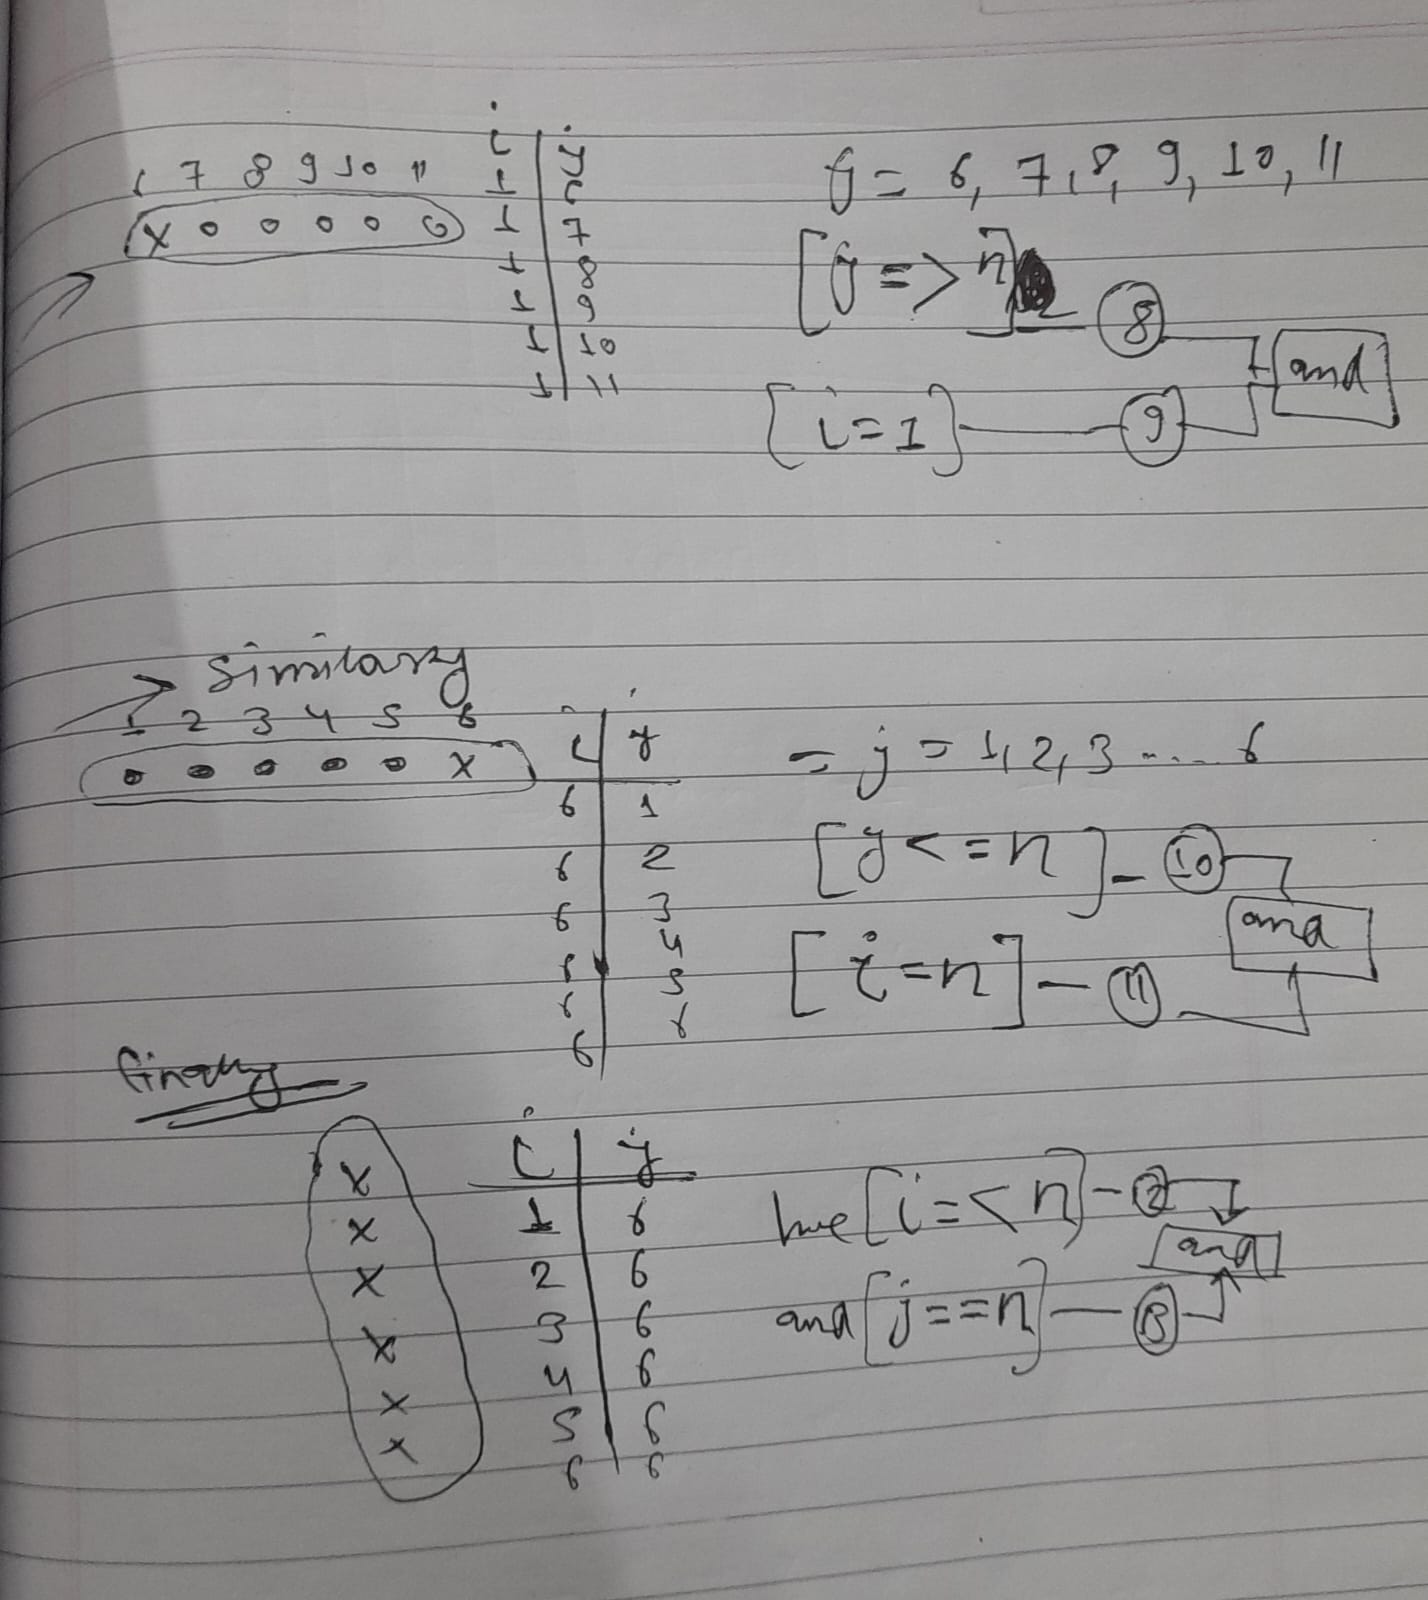 6 7 8 9 10 11
x o o o o o
i | j
1 | 6
1 | 7
1 | 8
1 | 9
1 | 10
1 | 11
j = 6, 7, 8, 9, 10, 11
[j => n] - 8
and
[i = 1] - 9
Similary
1 2 3 4 5 6
o o o o o x
i | j
6 | 1
6 | 2
6 | 3
6 | 4
6 | 5
6 | 6
= j = 1, 2, 3 .... 6
[j <= n] - 10
and
[i = n] - 11
finally
x
x
x
x
x
x
i | j
1 | 6
2 | 6
3 | 6
4 | 6
5 | 6
6 | 6
[i =< n] -
and
and [j == n] - 13